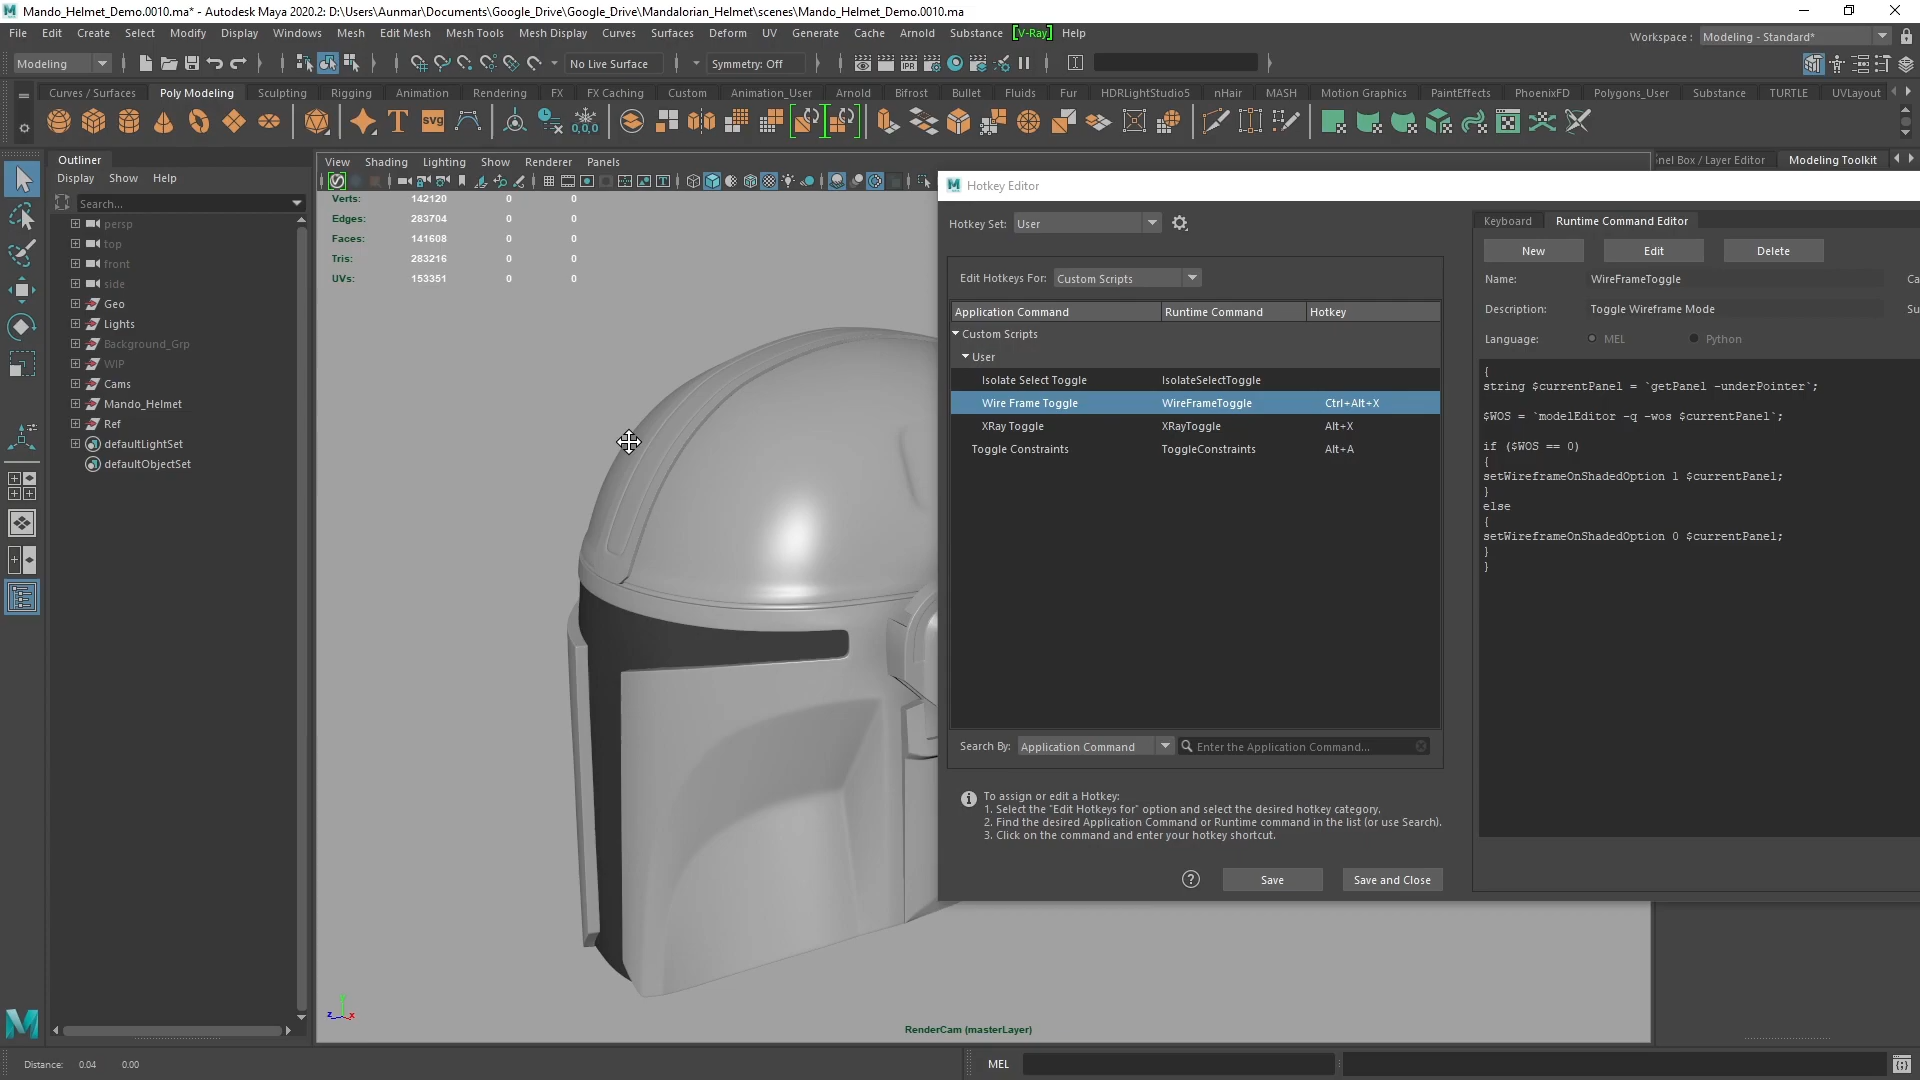 Mando_Helmet_Demo.0010.ma* - Autodesk Maya 2020.2: D:\Users\Aunmar\Documents\Google_Drive\Google_Drive\Mandalorian_Helmet\scenes\Mando_Helmet_Demo.0010.ma
File Edit Create Select Modify Display Windows Mesh Edit Mesh Mesh Tools Mesh Display Curves Surfaces Deform UV Generate Cache Arnold Substance [V-Ray] Help
Workspace : Modeling - Standard*
Modeling No Live Surface Symmetry: Off
Curves / Surfaces Poly Modeling Sculpting Rigging Animation Rendering FX FX Caching Custom Animation_User Arnold Bifrost Bullet Fluids Fur HDRLightStudio5 nHair MASH Motion Graphics PaintEffects PhoenixFD Polygons_User Substance TURTLE UVLayout
SVG
0,0,0
IPR
Outliner
Display Show Help
Search...
persp
top
front
side
Geo
Lights
Background_Grp
WIP
Cams
Mando_Helmet
Ref
defaultLightSet
defaultObjectSet
View Shading Lighting Show Renderer Panels
Verts: 142120 0 0
Edges: 283704 0 0
Faces: 141608 0 0
Tris: 283216 0 0
UVs: 153351 0 0
RenderCam (masterLayer)
z x
nel Box / Layer Editor Modeling Toolkit
Hotkey Editor
Hotkey Set: User
Edit Hotkeys For: Custom Scripts
Application Command Runtime Command Hotkey
Custom Scripts
User
Isolate Select Toggle IsolateSelectToggle
Wire Frame Toggle WireFrameToggle Ctrl+Alt+X
XRay Toggle XRayToggle Alt+X
Toggle Constraints ToggleConstraints Alt+A
Search By: Application Command Enter the Application Command...
To assign or edit a Hotkey:
1. Select the "Edit Hotkeys for" option and select the desired hotkey category,
2. Find the desired Application Command or Runtime command in the list (or use Search).
3. Click on the command and enter your hotkey shortcut.
? Save Save and Close
Keyboard Runtime Command Editor
New Edit Delete
Name: WireFrameToggle Ca
Description: Toggle Wireframe Mode Su
Language: MEL Python
{
string $currentPanel = `getPanel -underPointer`;
$WOS = `modelEditor -q -wos $currentPanel`;
if ($WOS == 0)
{
setWireframeOnShadedOption 1 $currentPanel;
}
else
{
setWireframeOnShadedOption 0 $currentPanel;
}
}
Distance: 0.04 0.00
MEL